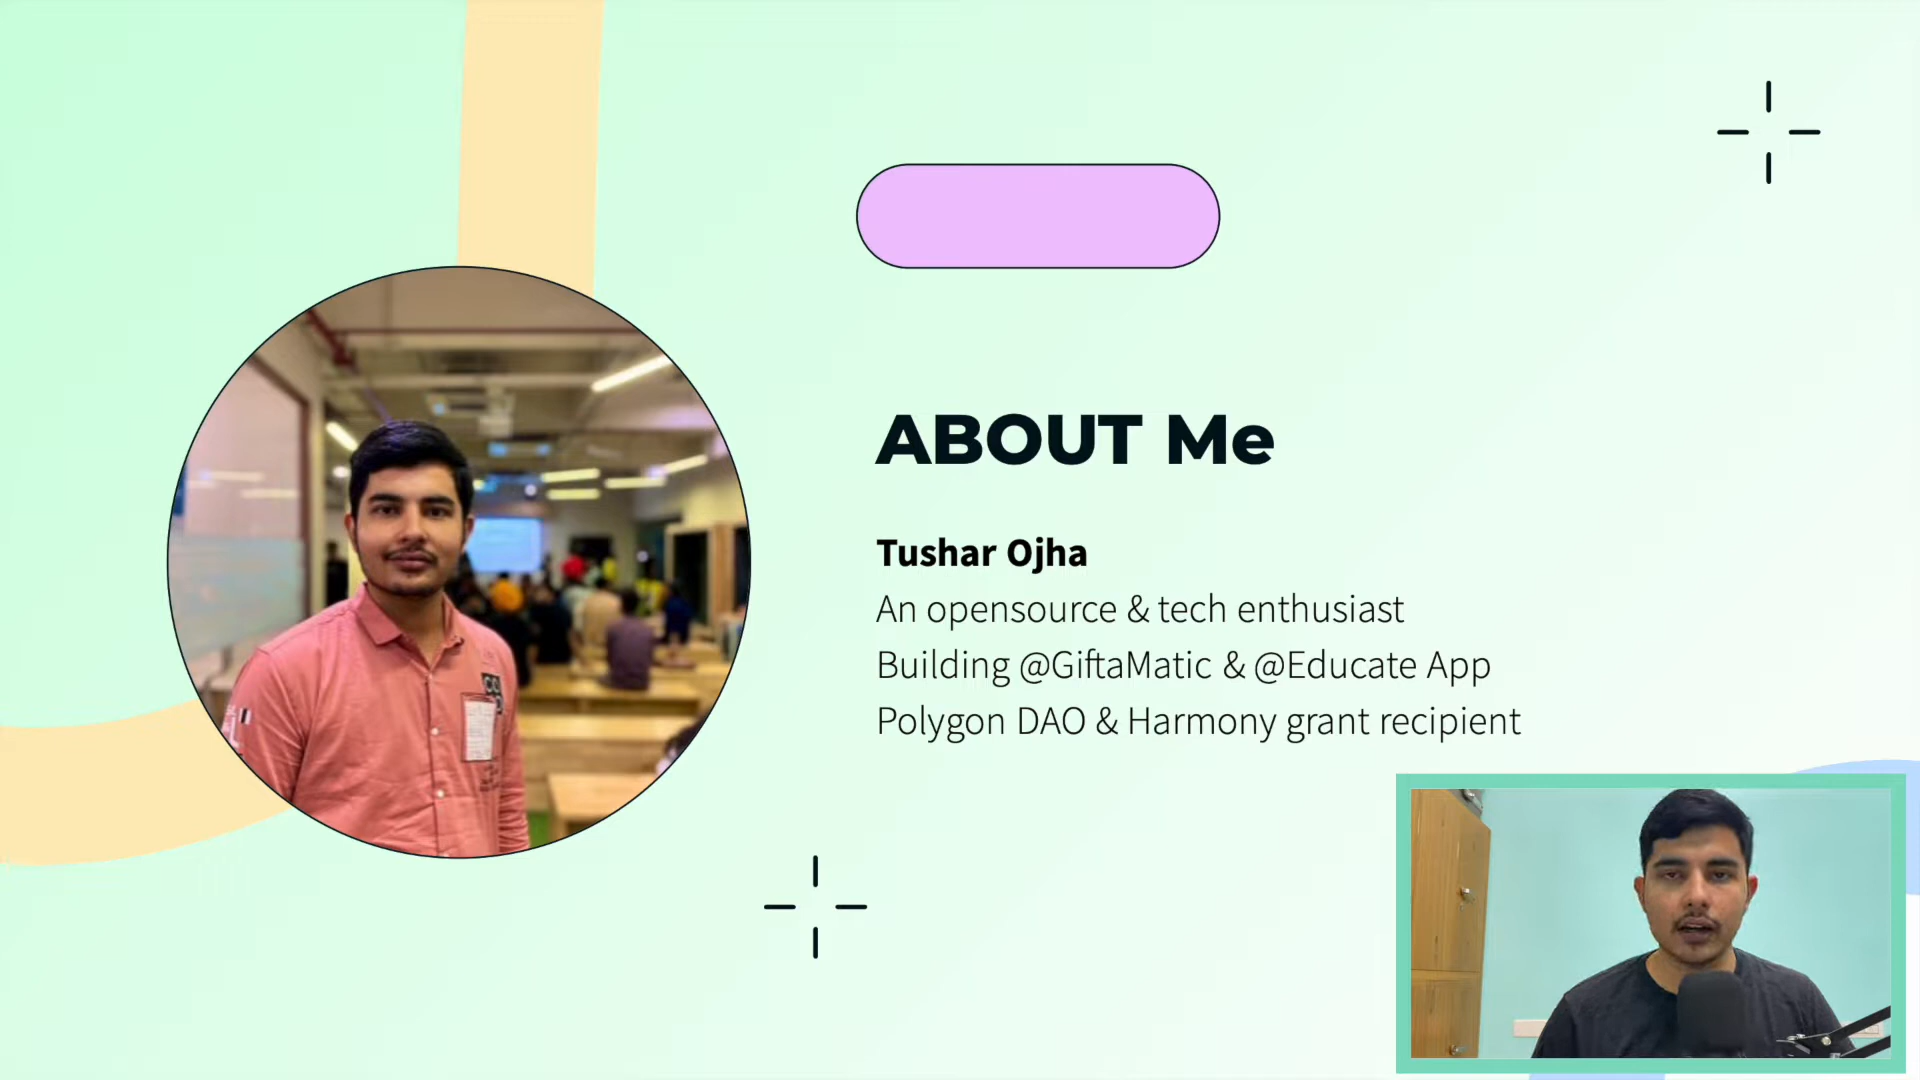 ABOUT Me
Tushar Ojha
An opensource & tech enthusiast
Building @GiftaMatic & @Educate App
Polygon DAO & Harmony grant recipient